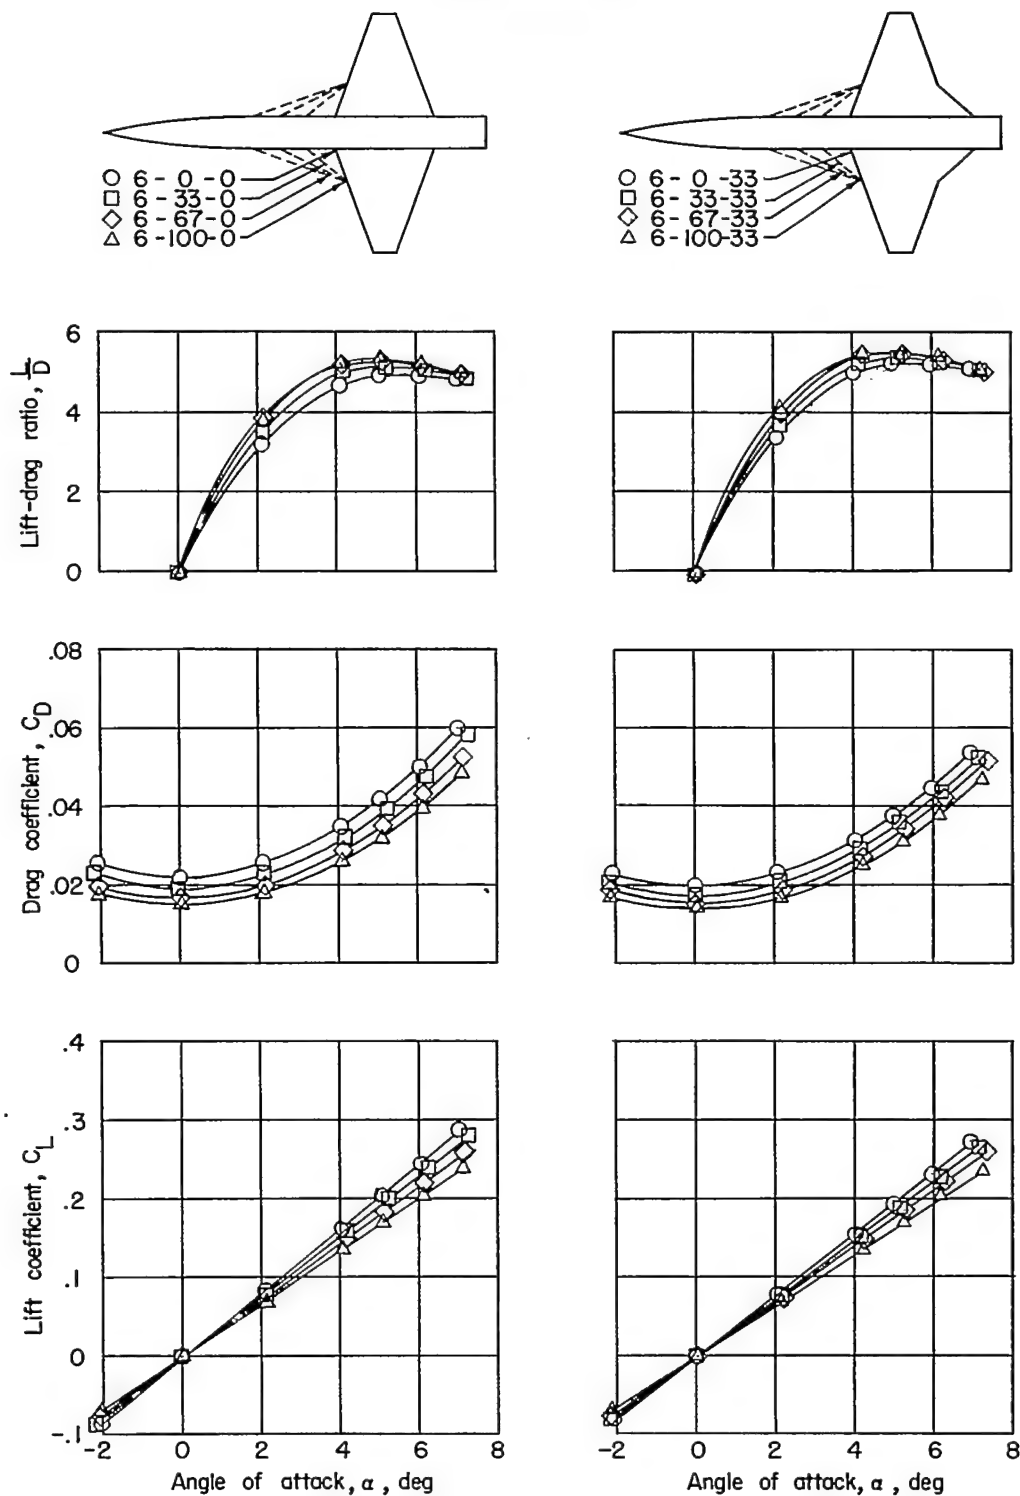 6 - 0 - 0
6 - 33 - 0
6 - 67 - 0
6 - 100 - 0
6 - 0 - 33
6 - 33 - 33
6 - 67 - 33
6 - 100 - 33
Lift-drag ratio, L/D
6
4
2
0
Drag coefficient, C_D
.08
.06
.04
.02
0
Lift coefficient, C_L
.4
.3
.2
.1
0
-.1
-2 0 2 4 6 8
Angle of attack, α, deg
-2 0 2 4 6 8
Angle of attack, α, deg